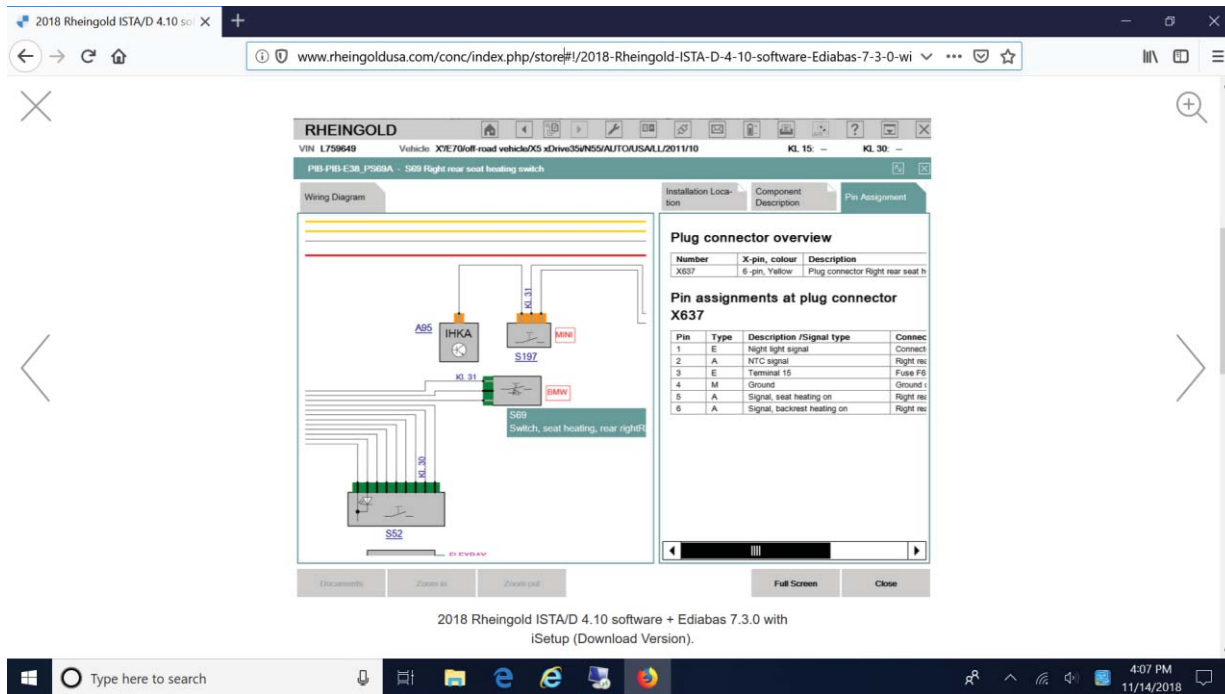 2018 Rheingold ISTA/D 4.10 so
www.rheingoldusa.com/conc/index.php/store#!/2018-Rheingold-ISTA-D-4-10-software-Ediabas-7-3-0-wi
RHEINGOLD
VIN L759649 Vehicle X'/E70/off-road vehicle/X5 xDrive35i/N55/AUTO/USA/LL/2011/10 KL 15: -- KL 30: --
PIB-PIB-E38_PS69A - S69 Right rear seat heating switch
Wiring Diagram
Installation Loca-
tion
Component
Description
Pin Assignment
KL 31
A95
IHKA
MINI
S197
KL 31
BMW
S69
Switch, seat heating, rear rightR
KL 30
S52
Plug connector overview
Number X-pin, colour Description
X637 6 -pin, Yellow Plug connector Right rear seat h
Pin assignments at plug connector
X637
Pin Type Description /Signal type Connec
1 E Night light signal Connect
2 A NTC signal Right rea
3 E Terminal 15 Fuse F6
4 M Ground Ground c
5 A Signal, seat heating on Right rea
6 A Signal, backrest heating on Right rea
Documents Zoom in Zoom out Full Screen Close
2018 Rheingold ISTA/D 4.10 software + Ediabas 7.3.0 with
iSetup (Download Version).
Type here to search
4:07 PM
11/14/2018